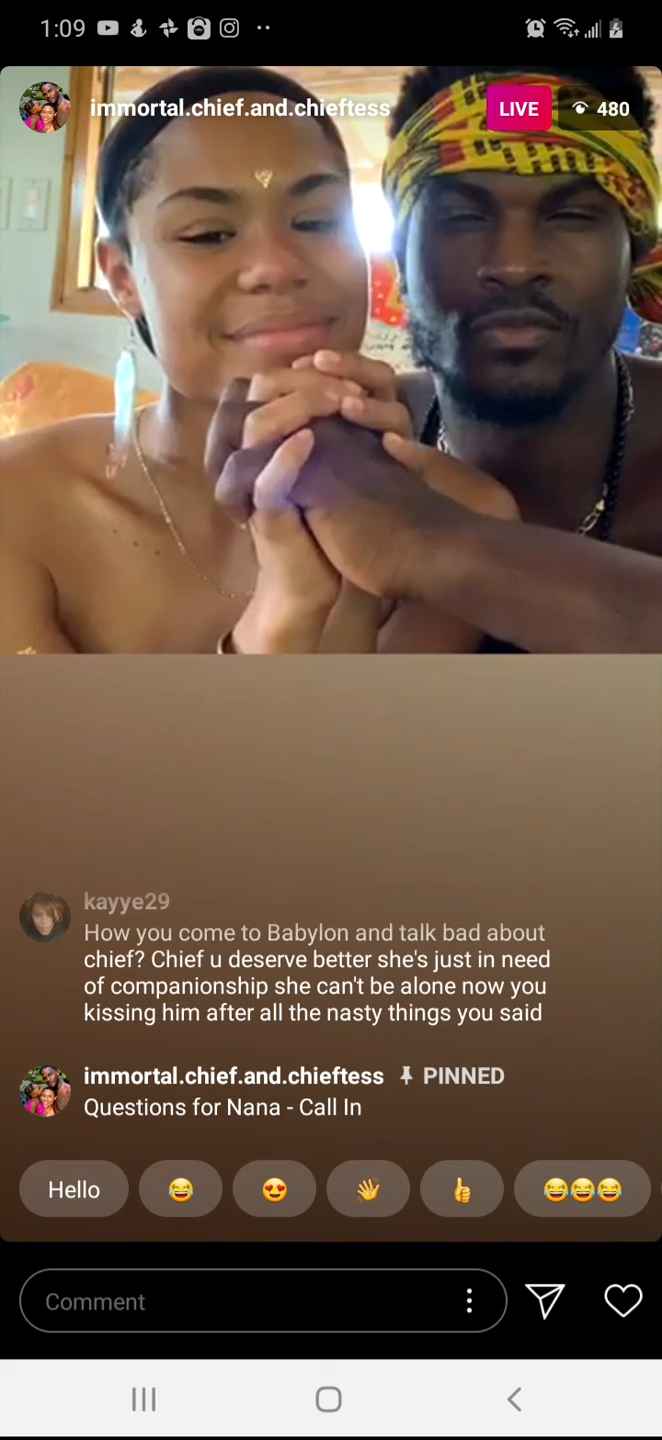 1:09
immortal.chief.and.chieftess LIVE 480
kayye29
How you come to Babylon and talk bad about
chief? Chief u deserve better she's just in need
of companionship she can't be alone now you
kissing him after all the nasty things you said
immortal.chief.and.chieftess PINNED
Questions for Nana - Call In
Hello
Comment